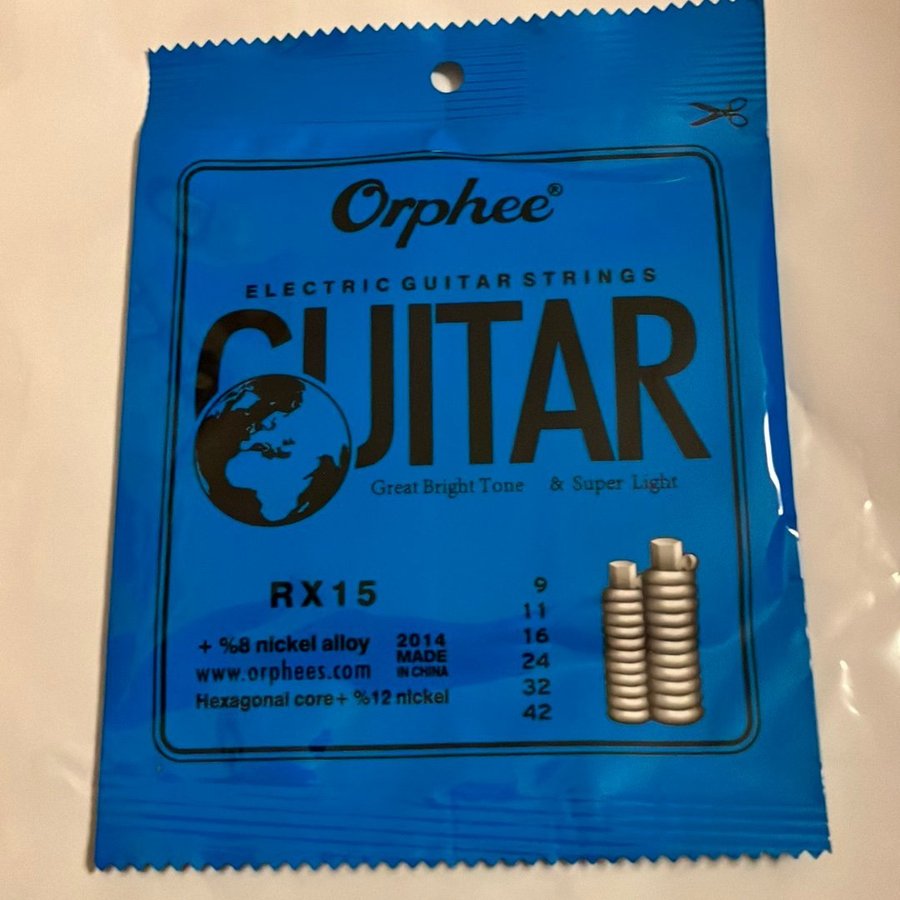 Orphee®
ELECTRIC GUITAR STRINGS
GUITAR
Great Bright Tone & Super Light
RX15
+ %8 nickel alloy
www.orphees.com
Hexagonal core+ %12 nickel
2014
MADE
IN CHINA
9
11
16
24
32
42